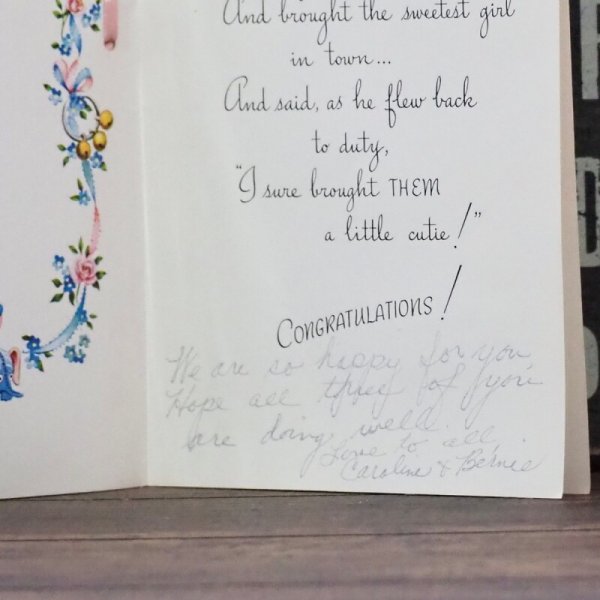 And brought the sweetest girl
in town...
And said, as he flew back
to duty,
"I sure brought THEM
a little cutie!"
CONGRATULATIONS!
We are so happy for you
Hope all three of you
are doing well.
Love to all,
Caroline & Bernie